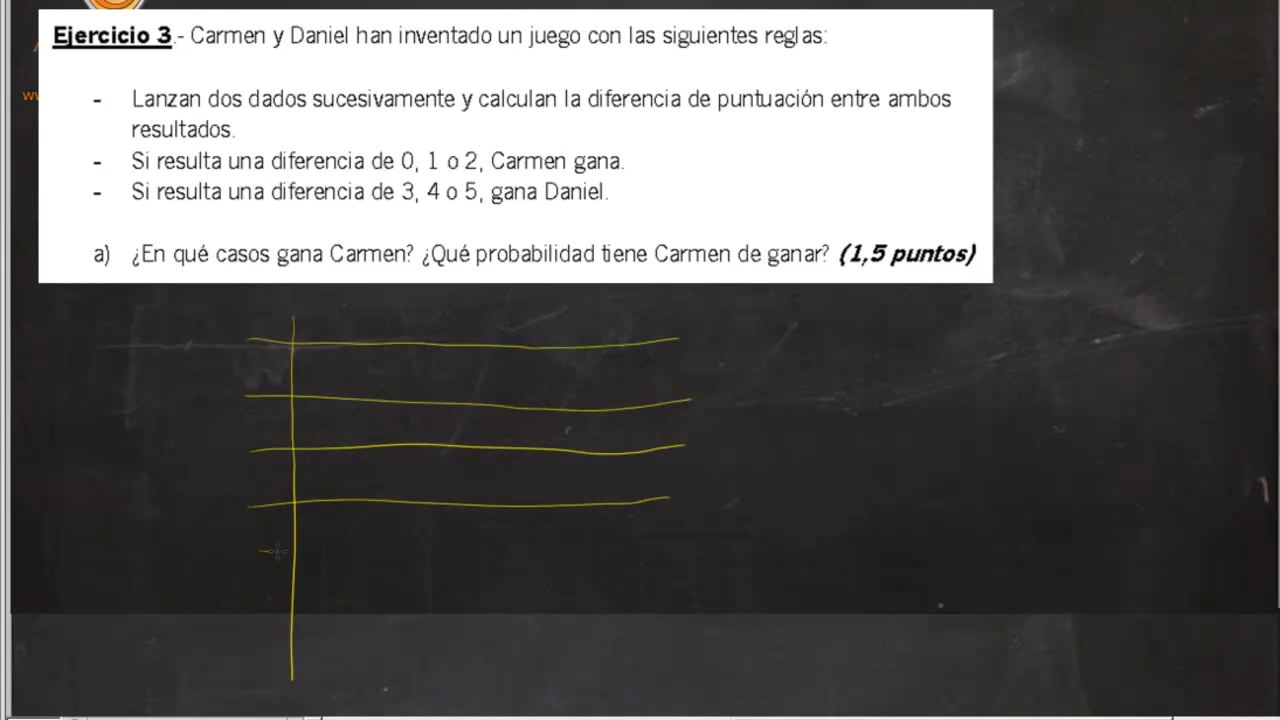 Ejercicio 3.- Carmen y Daniel han inventado un juego con las siguientes reglas:
- Lanzan dos dados sucesivamente y calculan la diferencia de puntuación entre ambos
resultados.
- Si resulta una diferencia de 0, 1 o 2, Carmen gana.
- Si resulta una diferencia de 3, 4 o 5, gana Daniel.
a) ¿En qué casos gana Carmen? ¿Qué probabilidad tiene Carmen de ganar? (1,5 puntos)